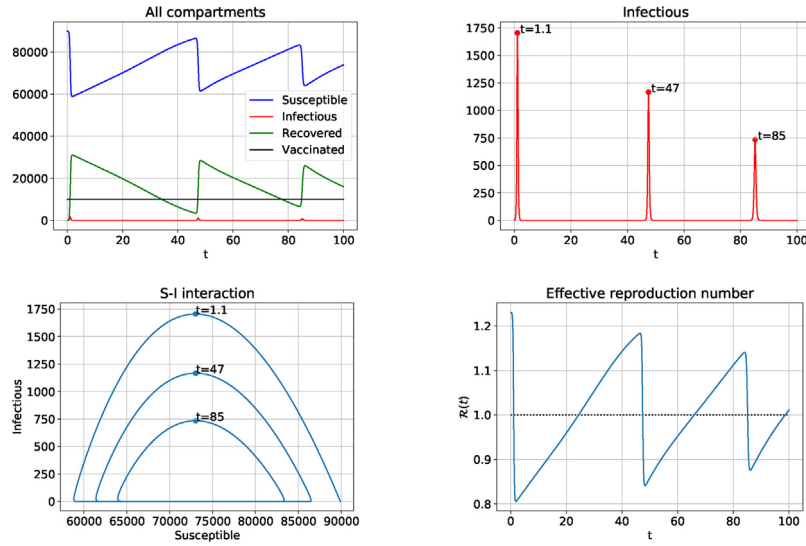 All compartments
80000
60000
40000
20000
0
Susceptible
Infectious
Recovered
Vaccinated
0 20 40 60 80 100
t
Infectious
1750
1500
1250
1000
750
500
250
0
t=1.1
t=47
t=85
0 20 40 60 80 100
t
S-I interaction
Infectious
1750
1500
1250
1000
750
500
250
0
t=1.1
t=47
t=85
60000 65000 70000 75000 80000 85000 90000
Susceptible
Effective reproduction number
R(t)
1.2
1.1
1.0
0.9
0.8
0 20 40 60 80 100
t